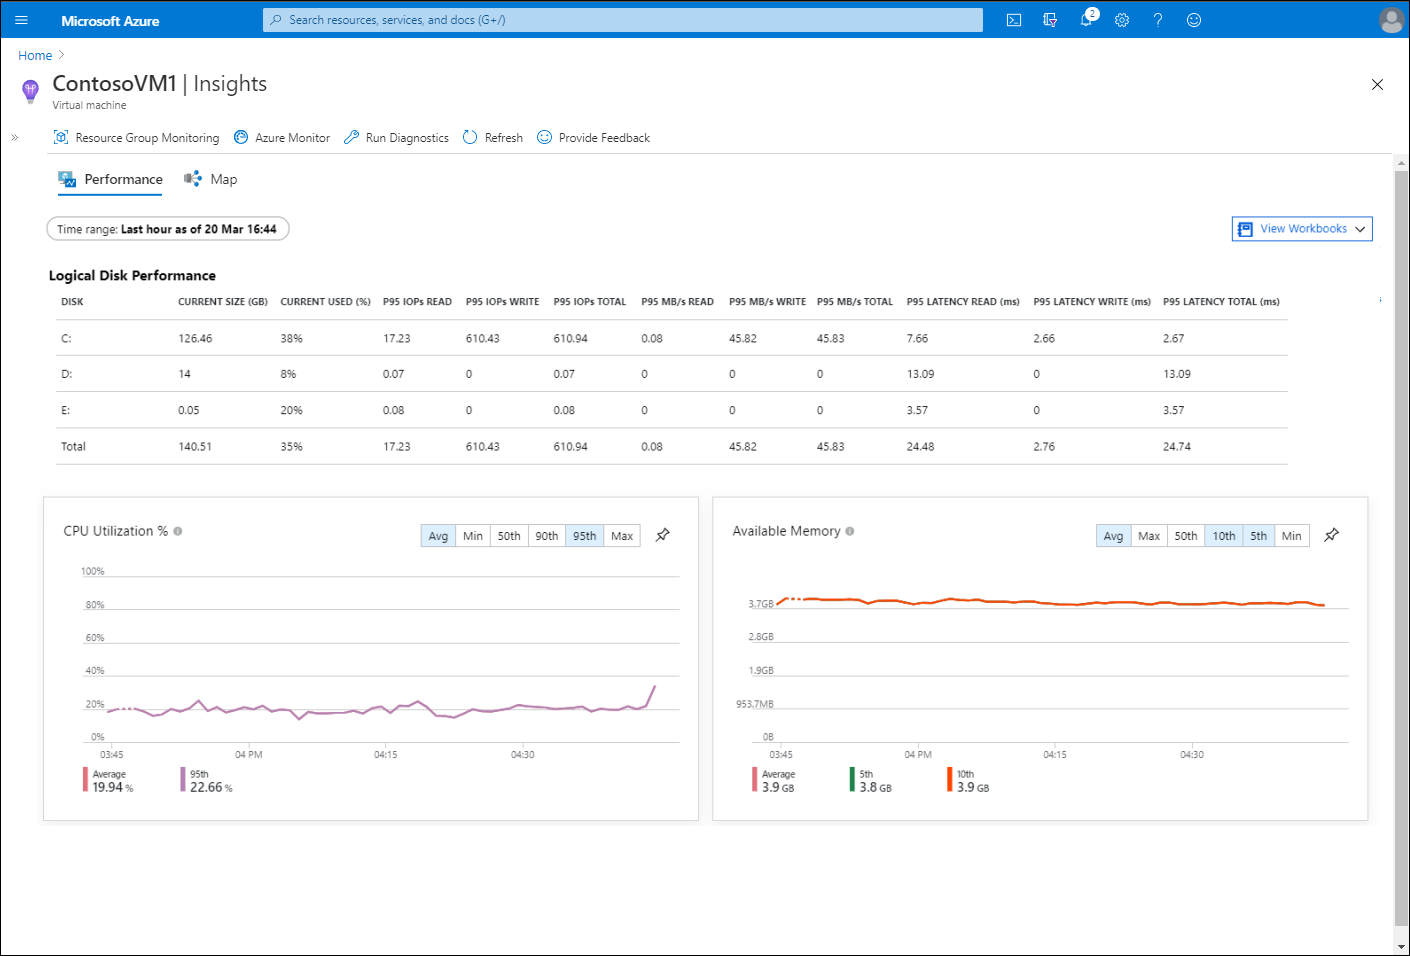 Microsoft Azure
Search resources, services, and docs (G+/)
2
Home
ContosoVM1 | Insights
Virtual machine
Resource Group Monitoring Azure Monitor Run Diagnostics Refresh Provide Feedback
Performance Map
Time range: Last hour as of 20 Mar 16:44
View Workbooks
Logical Disk Performance
DISK CURRENT SIZE (GB) CURRENT USED (%) P95 IOPs READ P95 IOPs WRITE P95 IOPs TOTAL P95 MB/s READ P95 MB/s WRITE P95 MB/s TOTAL P95 LATENCY READ (ms) P95 LATENCY WRITE (ms) P95 LATENCY TOTAL (ms)
C: 126.46 38% 17.23 610.43 610.94 0.08 45.82 45.83 7.66 2.66 2.67
D: 14 8% 0.07 0 0.07 0 0 0 13.09 0 13.09
E: 0.05 20% 0.08 0 0.08 0 0 0 3.57 0 3.57
Total 140.51 35% 17.23 610.43 610.94 0.08 45.82 45.83 24.48 2.76 24.74
CPU Utilization %
Avg Min 50th 90th 95th Max
100%
80%
60%
40%
20%
0%
03:45 04 PM 04:15 04:30
Average 95th
19.94 % 22.66 %
Available Memory
Avg Max 50th 10th 5th Min
3.7GB
2.8GB
1.9GB
953.7MB
0B
03:45 04 PM 04:15 04:30
Average 5th 10th
3.9 GB 3.8 GB 3.9 GB